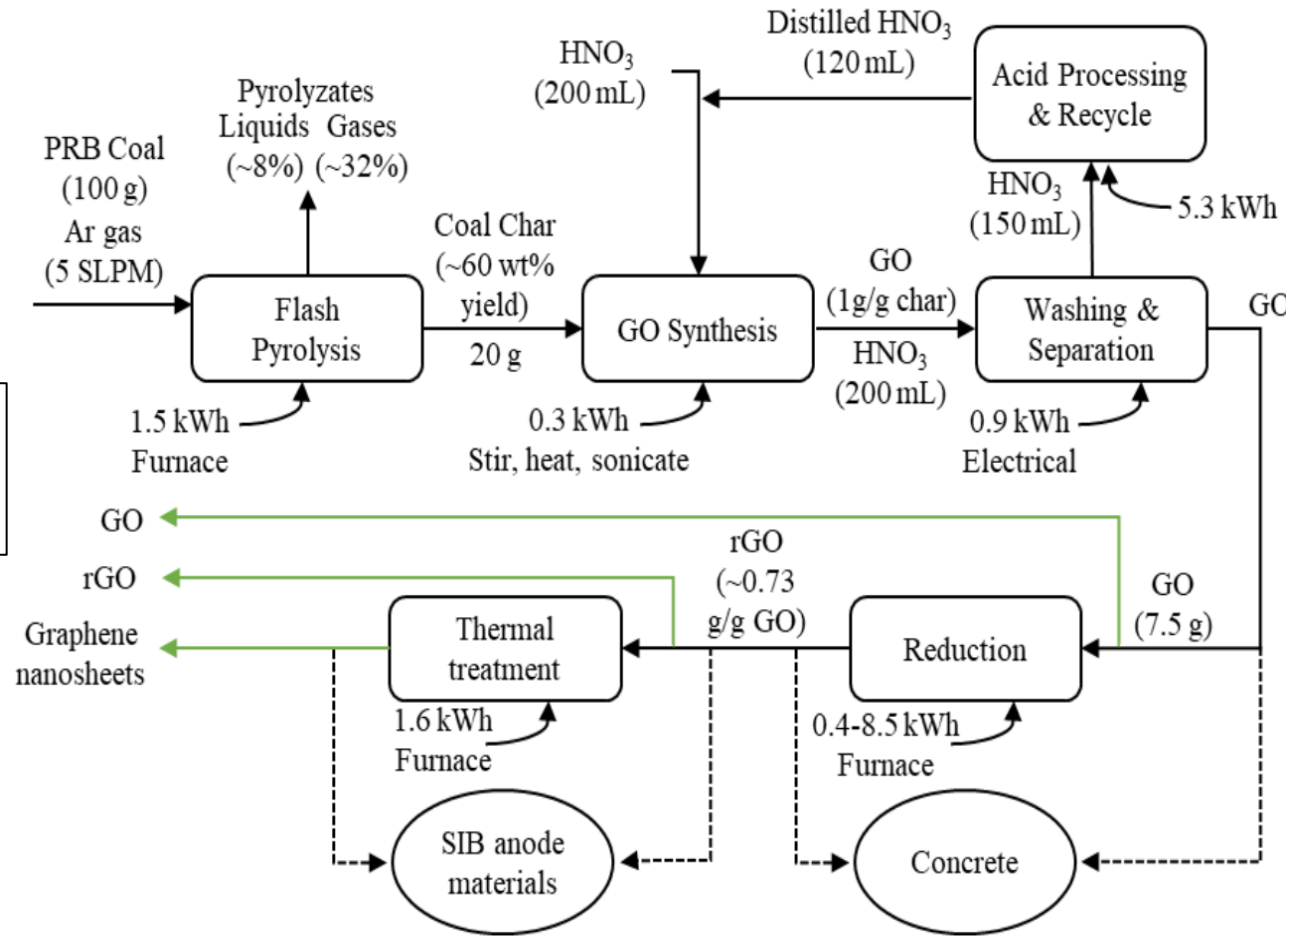 PRB Coal
(100 g)
Ar gas
(5 SLPM)
Pyrolyzates
Liquids Gases
(~8%) (~32%)
Flash
Pyrolysis
1.5 kWh
Furnace
Coal Char
(~60 wt%
yield)
20 g
HNO₃
(200 mL)
Distilled HNO₃
(120 mL)
GO Synthesis
0.3 kWh
Stir, heat, sonicate
GO
(1g/g char)
HNO₃
(200 mL)
Acid Processing
& Recycle
HNO₃
(150 mL)
5.3 kWh
Washing &
Separation
0.9 kWh
Electrical
GO
GO
(7.5 g)
Reduction
0.4-8.5 kWh
Furnace
rGO
(~0.73
g/g GO)
Thermal
treatment
1.6 kWh
Furnace
GO
rGO
Graphene
nanosheets
SIB anode
materials
Concrete